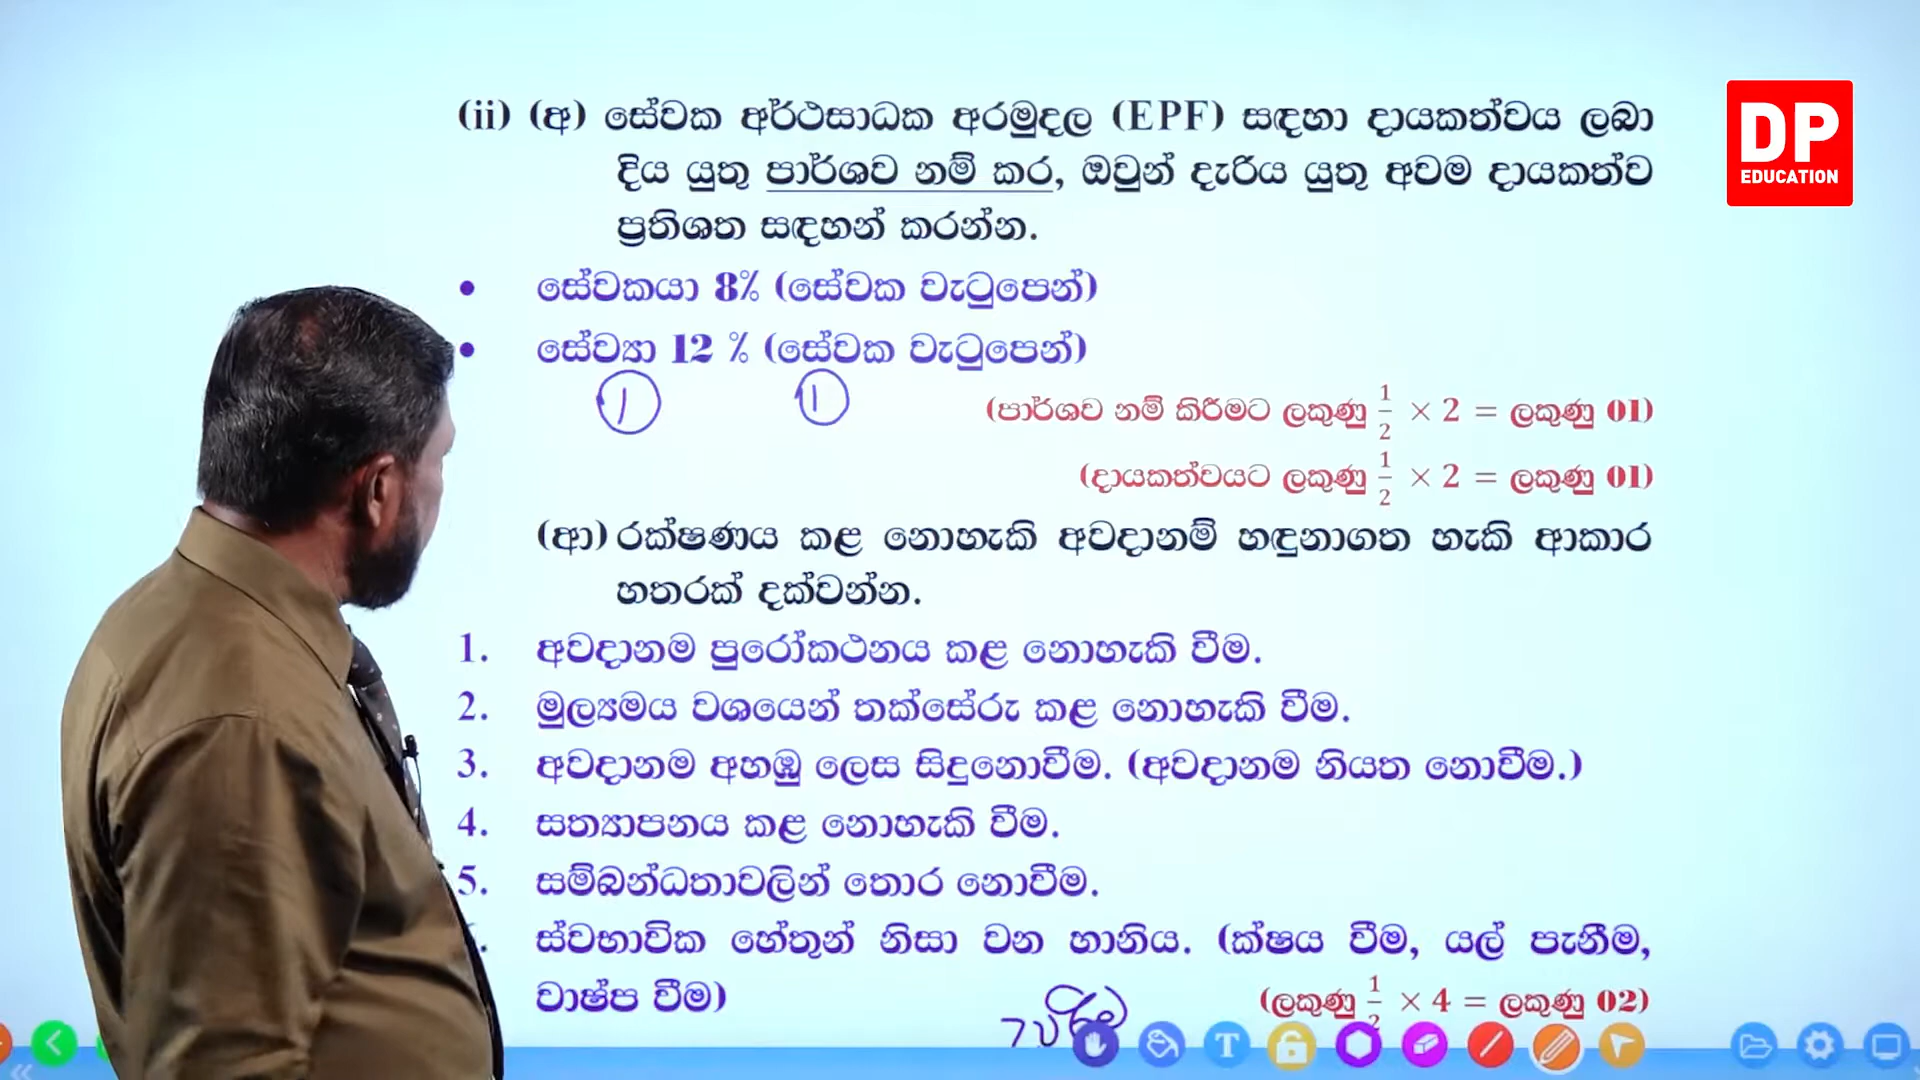 DP
EDUCATION
(ii) (අ) සේවක අර්ථසාධක අරමුදල (EPF) සඳහා දායකත්වය ලබා
දිය යුතු පාර්ශව නම් කර, ඔවුන් දැරිය යුතු අවම දායකත්ව
ප්‍රතිශත සඳහන් කරන්න.
• සේවකයා 8% (සේවක වැටුපෙන්)
• සේව්‍යා 12 % (සේවක වැටුපෙන්)
1 1
(පාර්ශව නම් කිරීමට ලකුණු 1/2 × 2 = ලකුණු 01)
(දායකත්වයට ලකුණු 1/2 × 2 = ලකුණු 01)
(ආ) රක්ෂණය කළ නොහැකි අවදානම් හඳුනාගත හැකි ආකාර
හතරක් දක්වන්න.
1. අවදානම පුරෝකථනය කළ නොහැකි වීම.
2. මූල්‍යමය වශයෙන් තක්සේරු කළ නොහැකි වීම.
3. අවදානම අහඹු ලෙස සිදුනොවීම. (අවදානම නියත නොවීම.)
4. සත්‍යාපනය කළ නොහැකි වීම.
5. සම්බන්ධතාවලින් තොර නොවීම.
ස්වභාවික හේතූන් නිසා වන හානිය. (ක්ෂය වීම, යල් පැනීම,
වාෂ්ප වීම)
(ලකුණු 1/2 × 4 = ලකුණු 02)